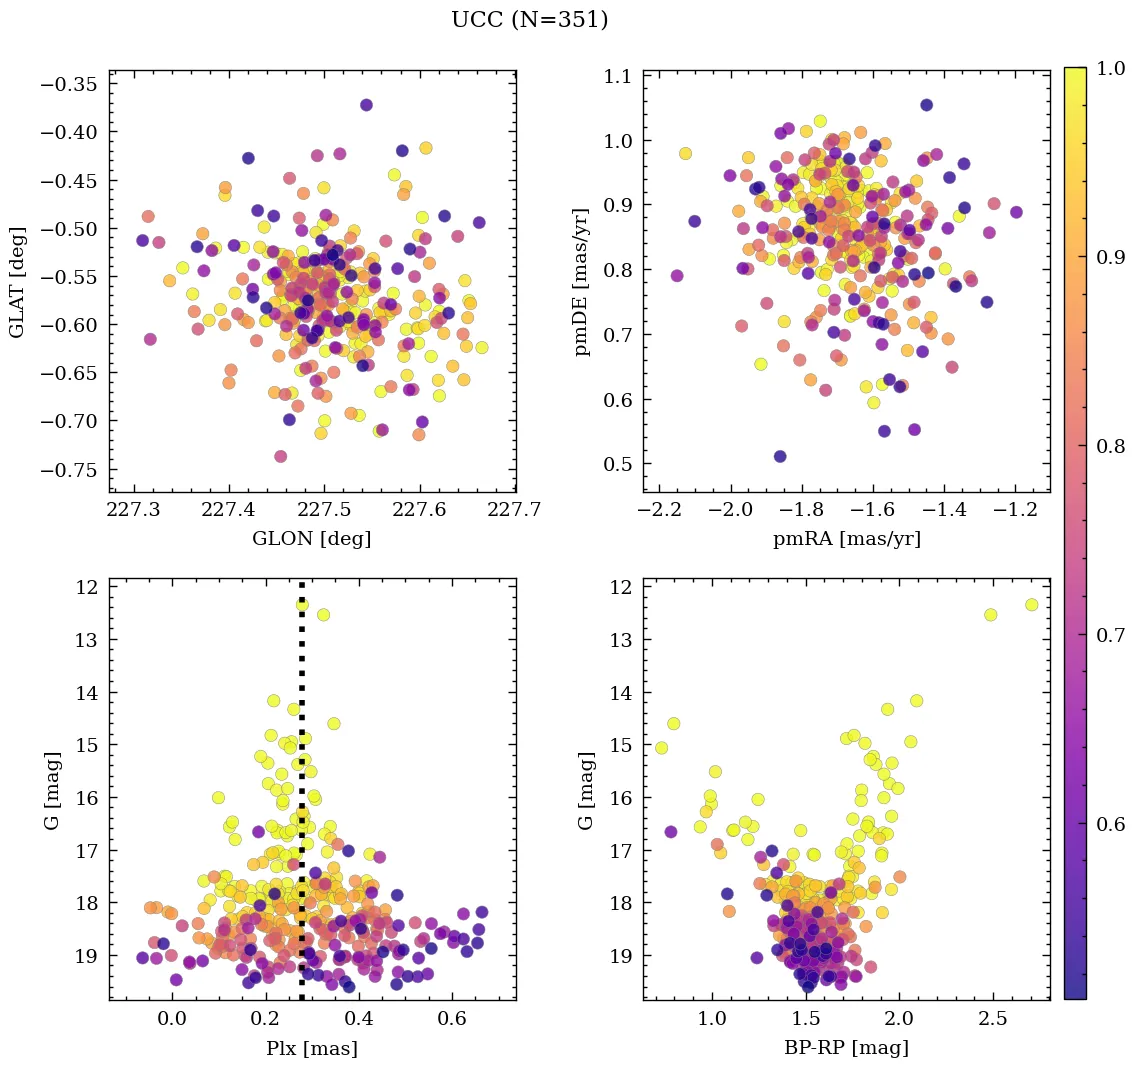 UCC (N=351)
−0.35
−0.40
−0.45
−0.50
−0.55
−0.60
−0.65
−0.70
−0.75
GLAT [deg]
227.3 227.4 227.5 227.6 227.7
GLON [deg]
1.1
1.0
0.9
0.8
0.7
0.6
0.5
pmDE [mas/yr]
−2.2 −2.0 −1.8 −1.6 −1.4 −1.2
pmRA [mas/yr]
12
13
14
15
16
17
18
19
G [mag]
0.0 0.2 0.4 0.6
Plx [mas]
12
13
14
15
16
17
18
19
G [mag]
1.0 1.5 2.0 2.5
BP-RP [mag]
1.0
0.9
0.8
0.7
0.6